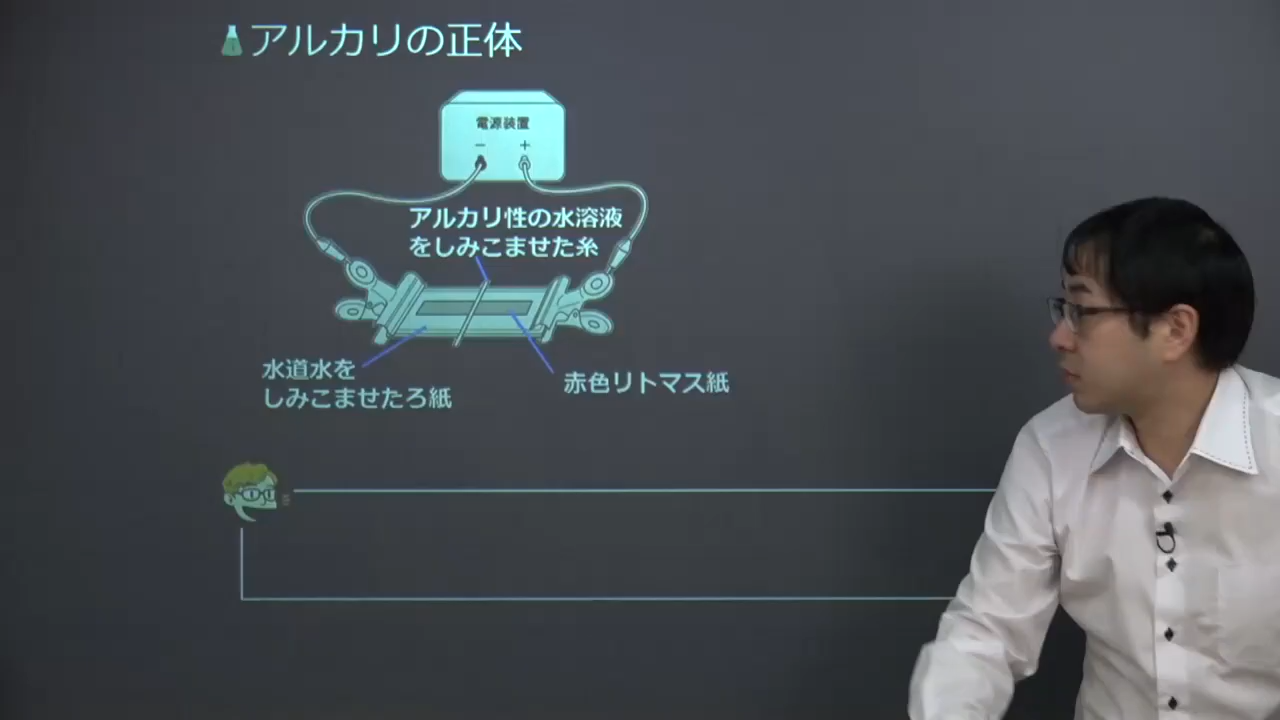 アルカリの正体
電源装置
− +
アルカリ性の水溶液
をしみこませた糸
水道水を
しみこませたろ紙
赤色リトマス紙